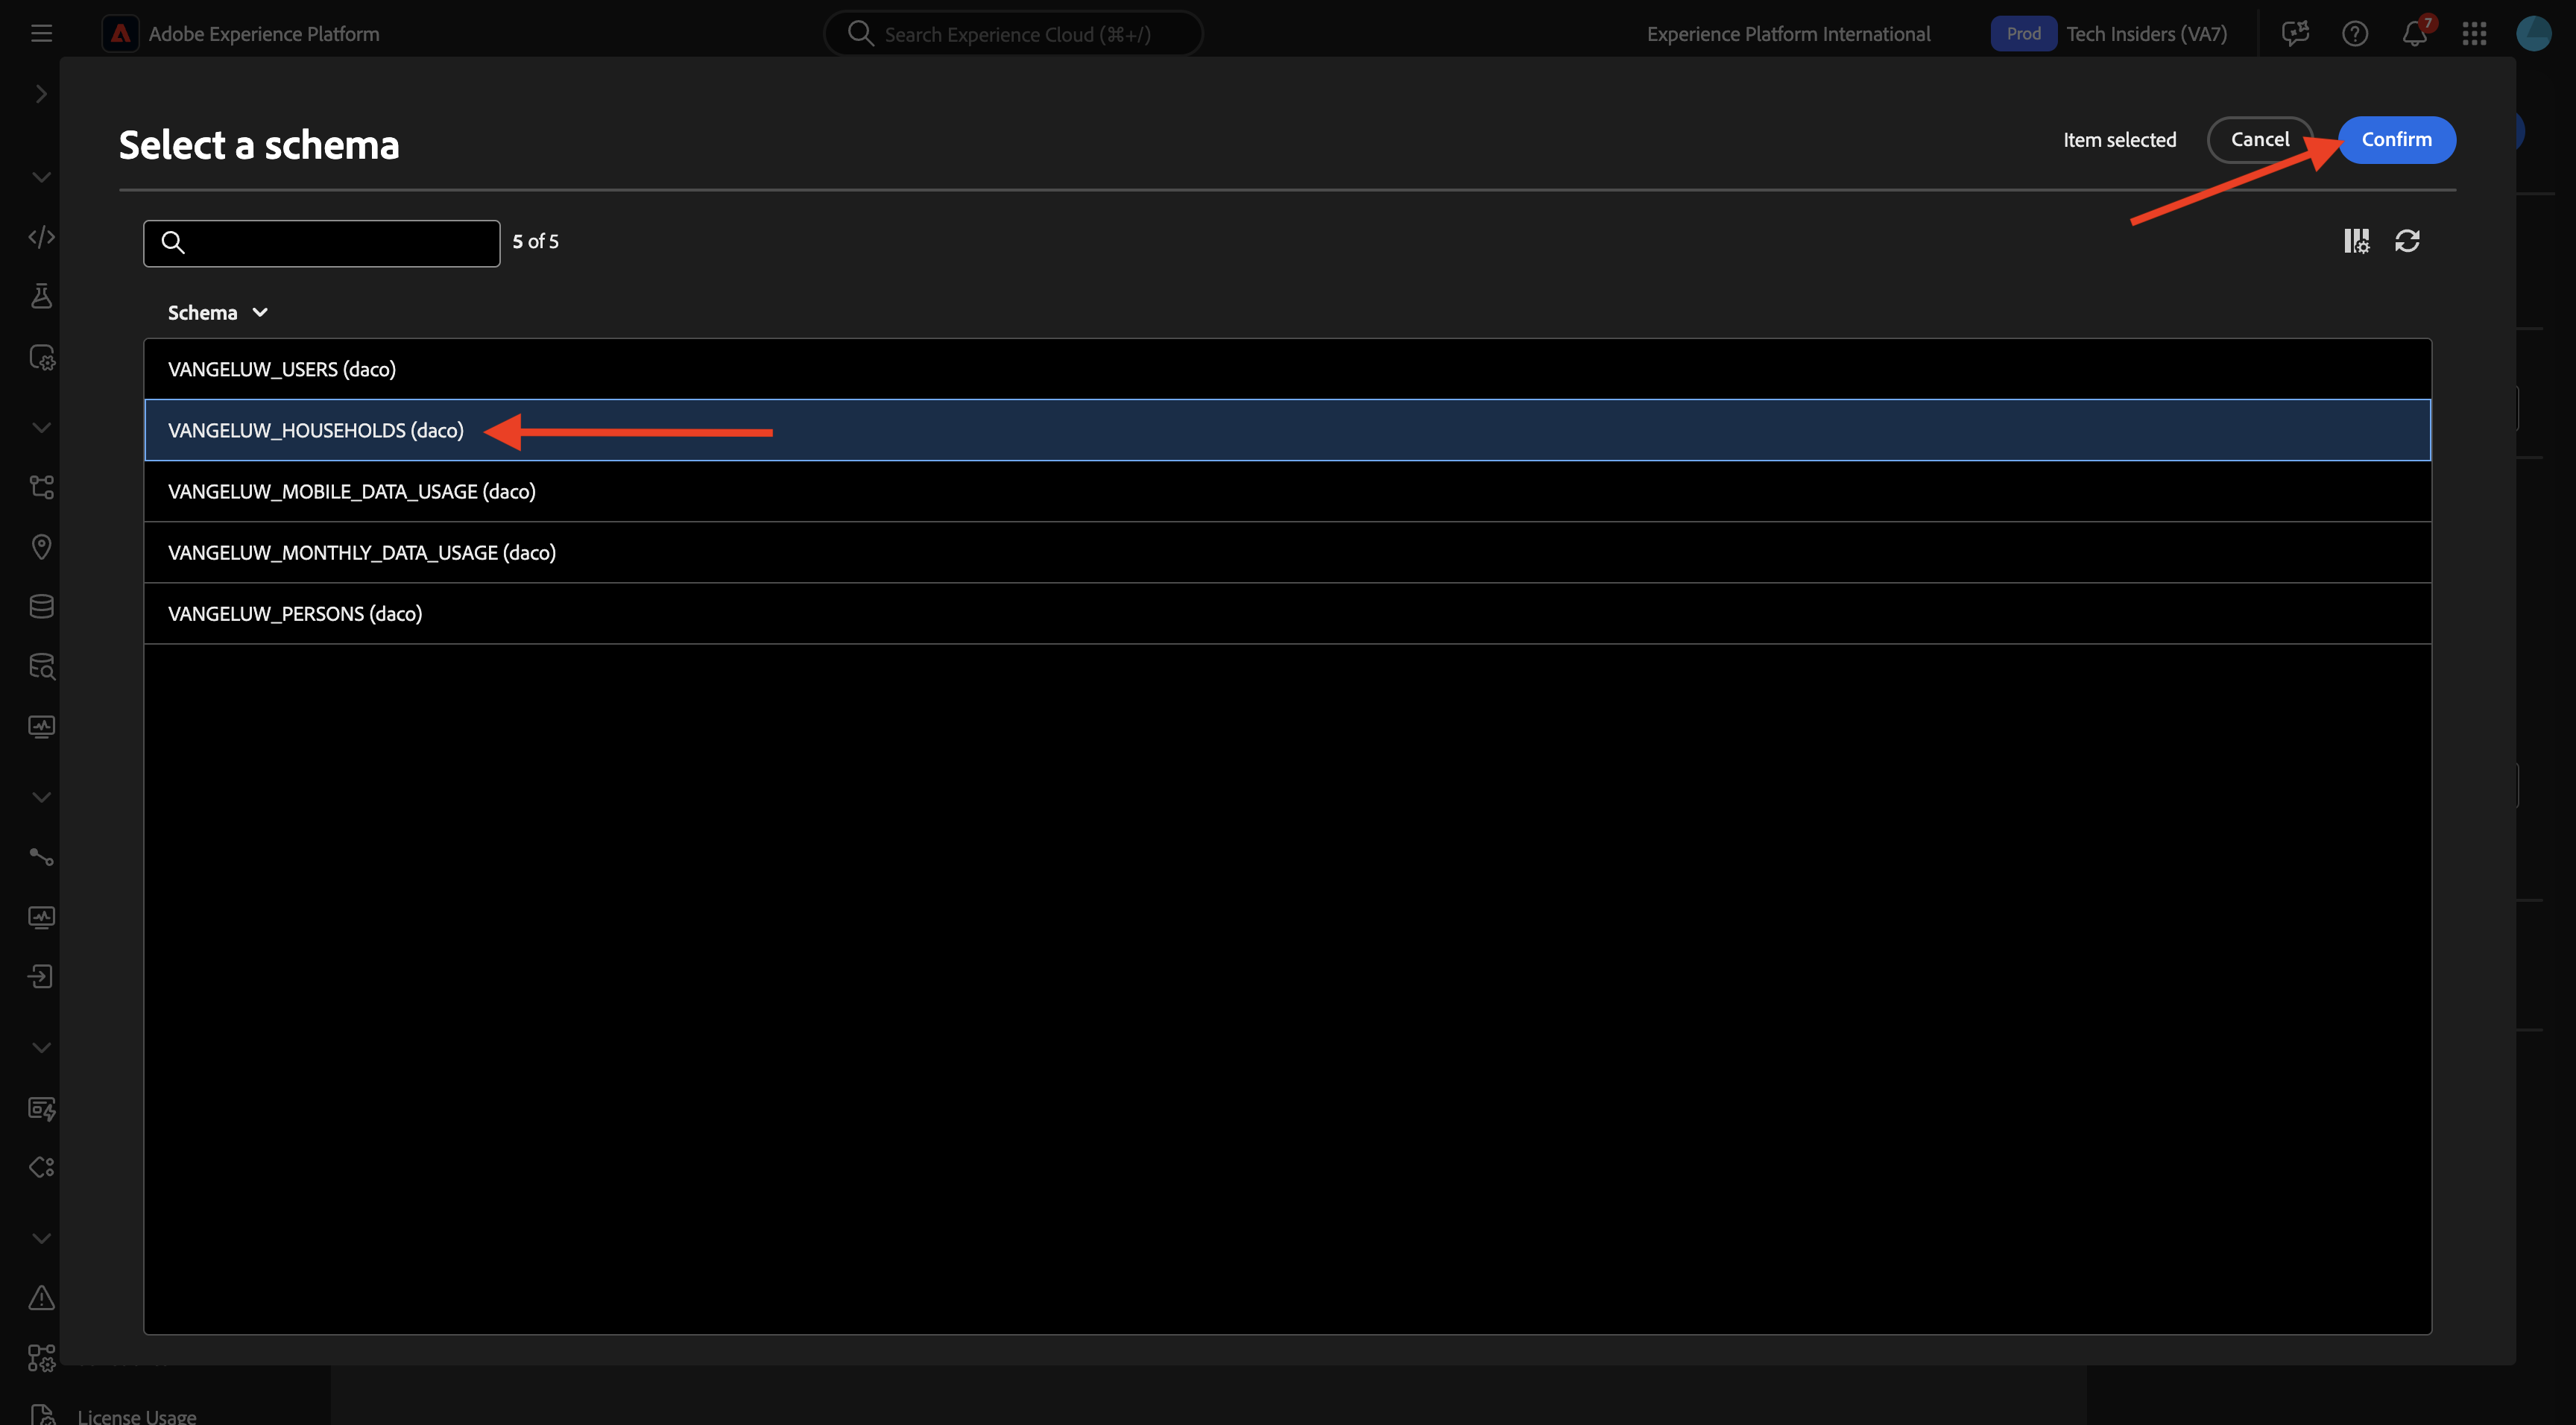 Adobe Experience Platform
Search Experience Cloud (⌘+/)
Experience Platform International
Prod
Tech Insiders (VA7)
7
Select a schema
Item selected
Cancel
Confirm
5 of 5
Schema
VANGELUW_USERS (daco)
VANGELUW_HOUSEHOLDS (daco)
VANGELUW_MOBILE_DATA_USAGE (daco)
VANGELUW_MONTHLY_DATA_USAGE (daco)
VANGELUW_PERSONS (daco)
License Usage